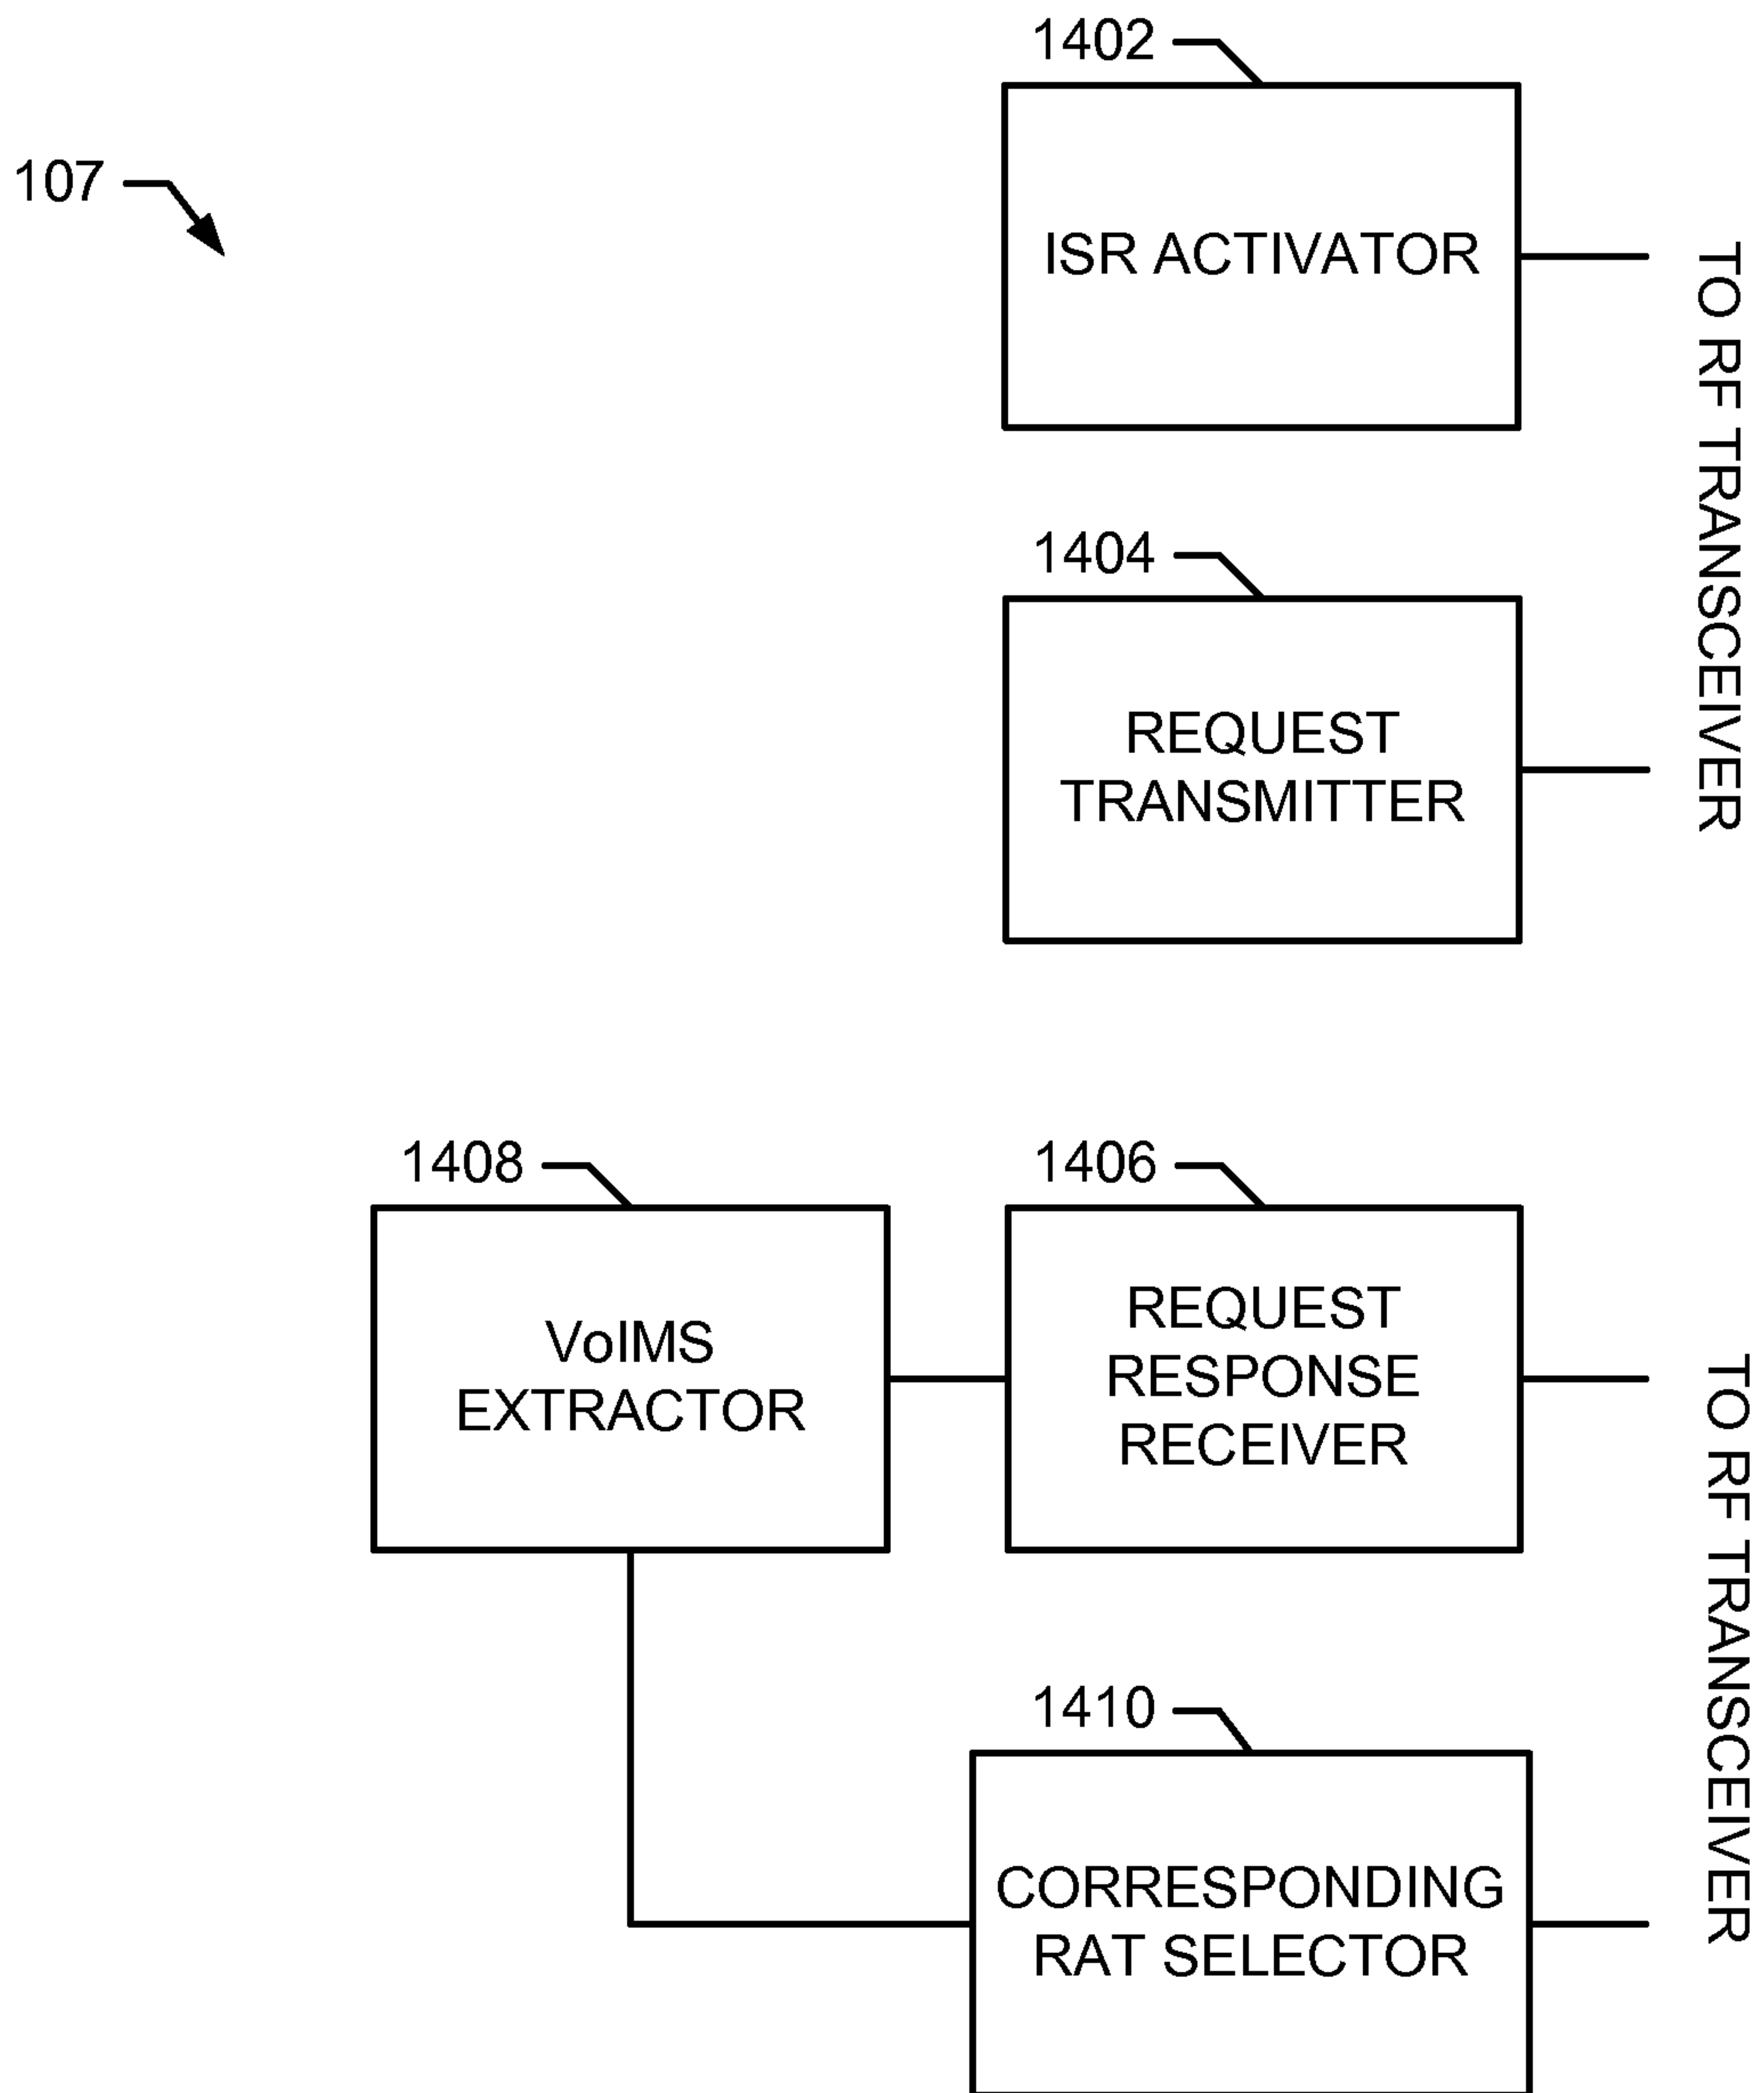 1402
107
ISR ACTIVATOR
TO RF TRANSCEIVER
1404
REQUEST
TRANSMITTER
1408
1406
VoIMS
EXTRACTOR
REQUEST
RESPONSE
RECEIVER
TO RF TRANSCEIVER
1410
CORRESPONDING
RAT SELECTOR